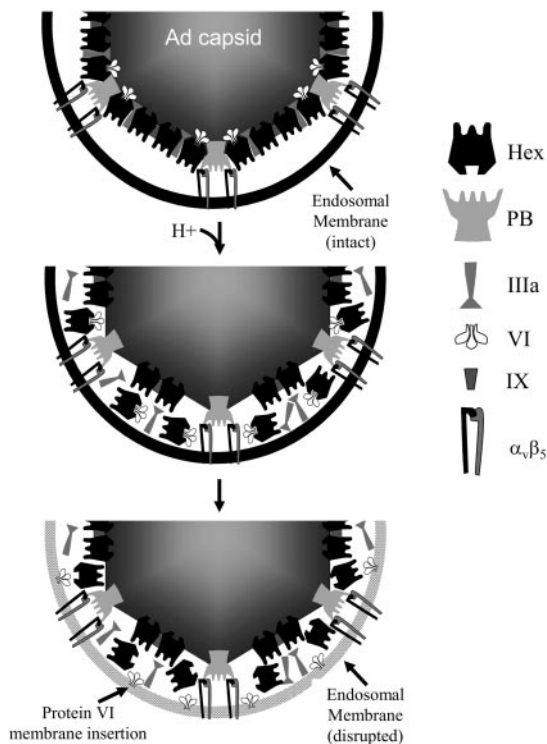 Ad capsid
Endosomal
Membrane
(intact)
H+
Hex
PB
IIIa
VI
IX
αvβ5
Protein VI
membrane insertion
Endosomal
Membrane
(disrupted)